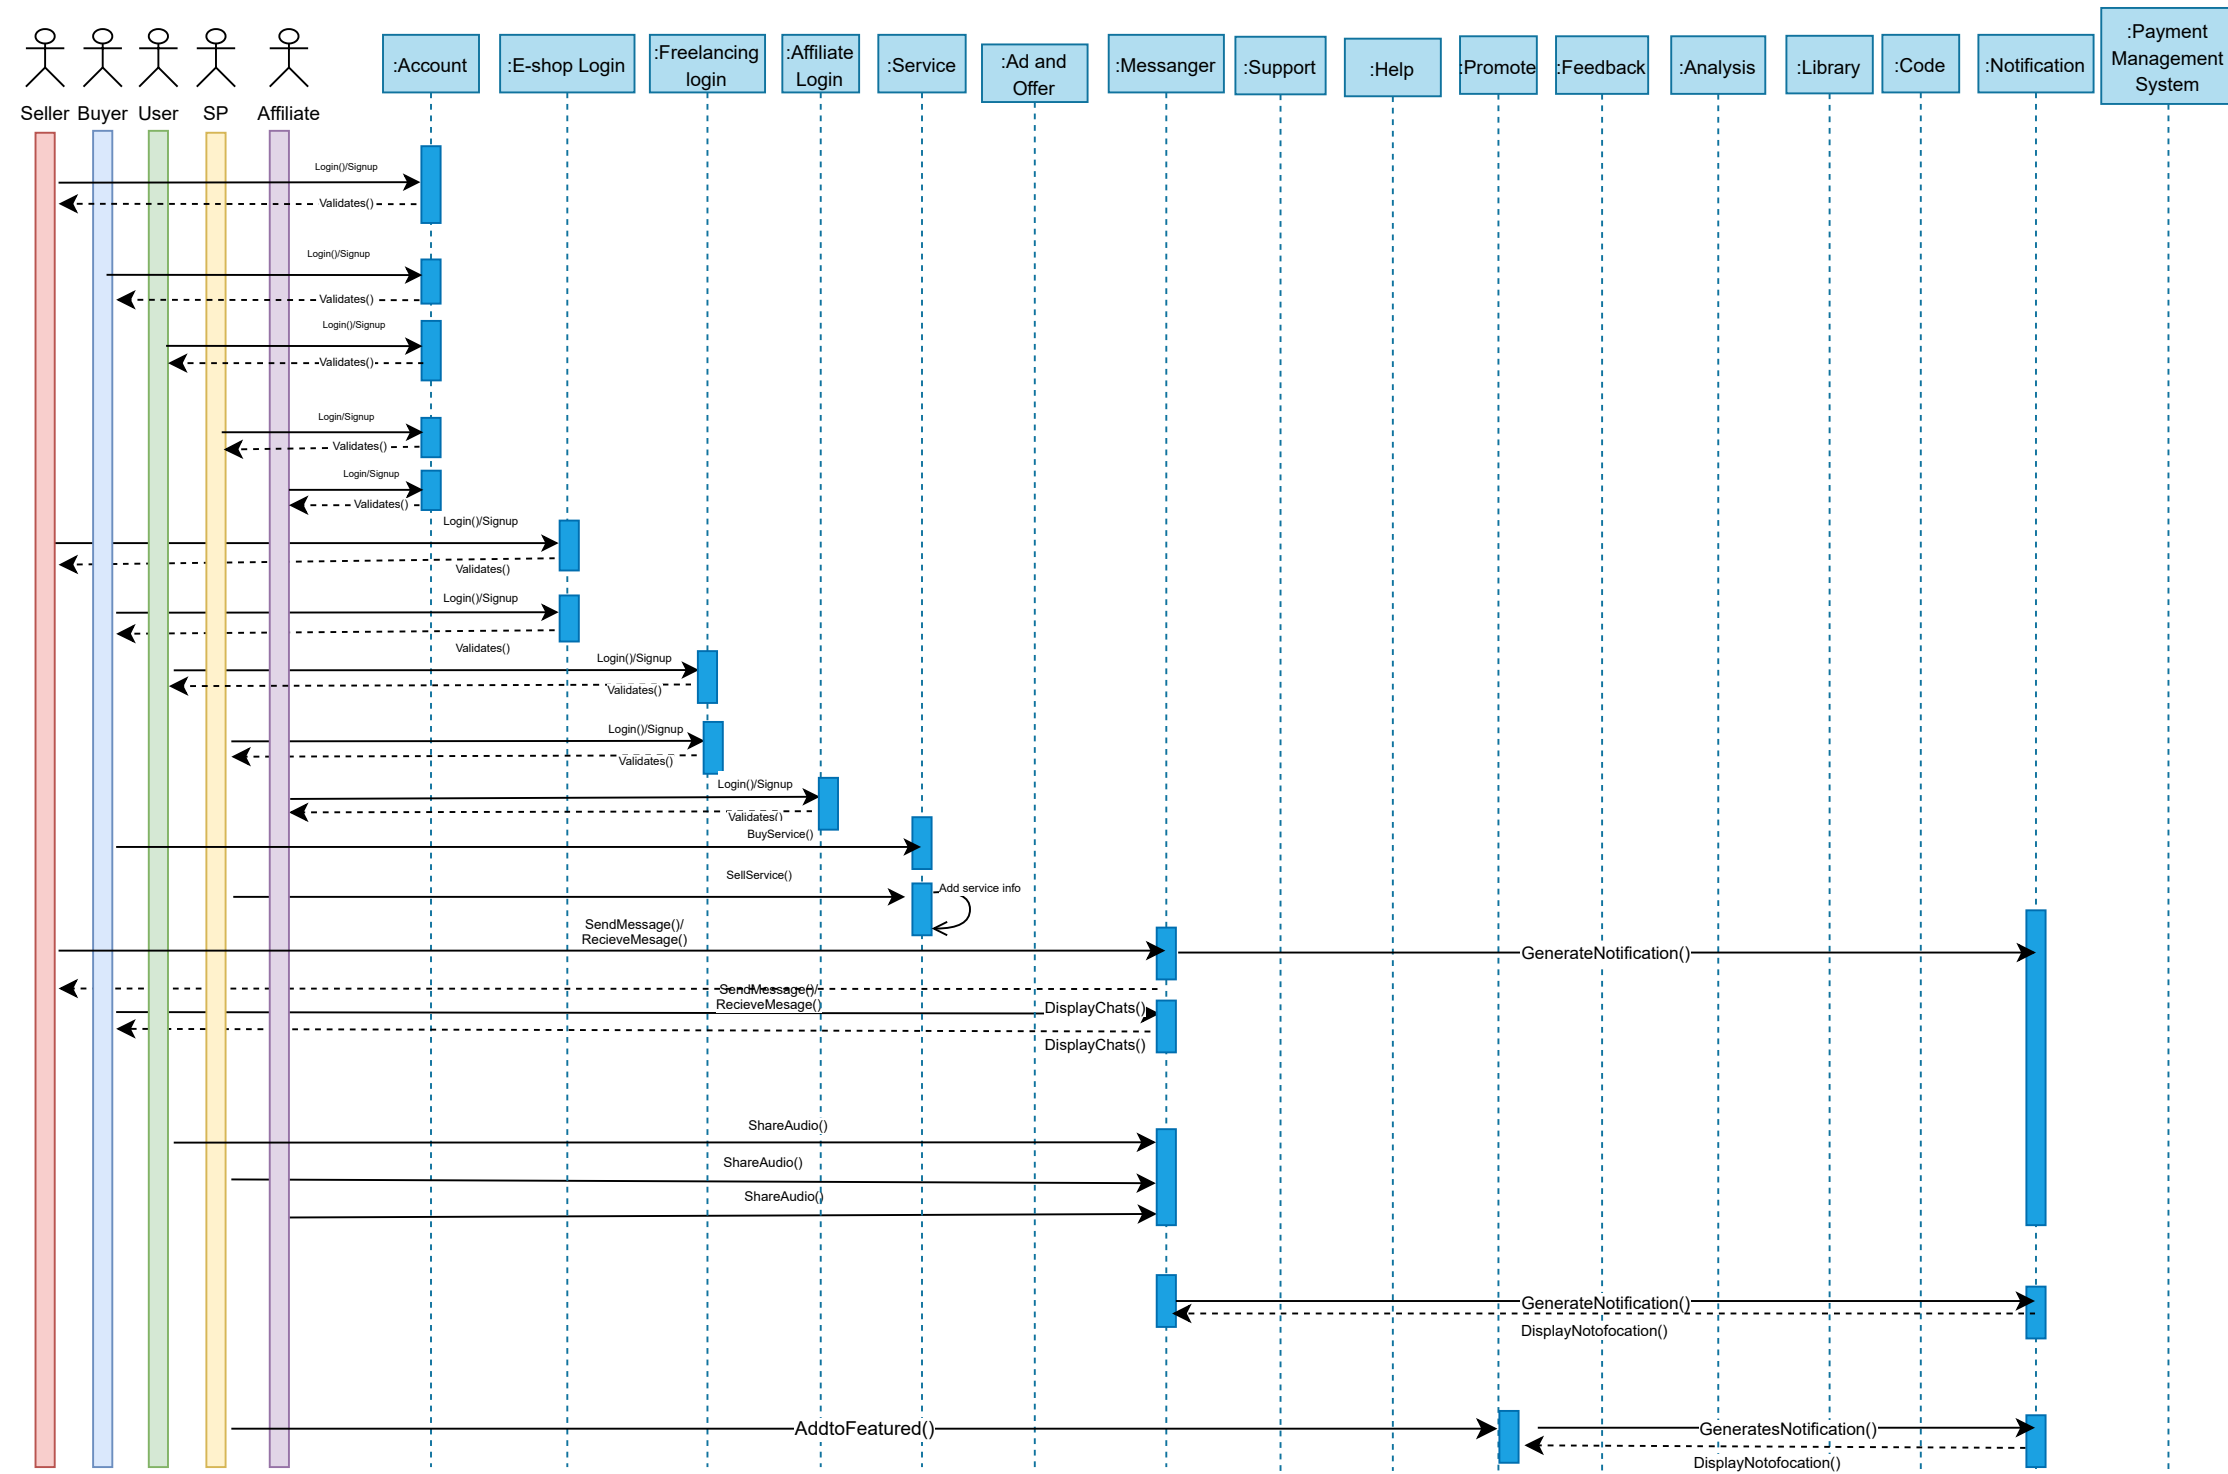 :Payment
Management
System
:Account
:E-shop Login
:Freelancing
login
:Affiliate
Login
:Service
:Ad and
Offer
:Messanger
:Support
:Help
:Promote
:Feedback
:Analysis
:Library
:Code
:Notification
Seller
Buyer
User
SP
Affiliate
Login()/Signup
Validates()
Login()/Signup
Validates()
Login()/Signup
Validates()
Login/Signup
Validates()
Login/Signup
Validates()
Login()/Signup
Validates()
Login()/Signup
Validates()
Login()/Signup
Validates()
Login()/Signup
Validates()
Login()/Signup
Validates()
BuyService()
SellService()
Add service info
SendMessage()/
RecieveMesage()
GenerateNotification()
SendMessage()/
RecieveMesage()
DisplayChats()
DisplayChats()
ShareAudio()
ShareAudio()
ShareAudio()
GenerateNotification()
DisplayNotofocation()
AddtoFeatured()
GeneratesNotification()
DisplayNotofocation()